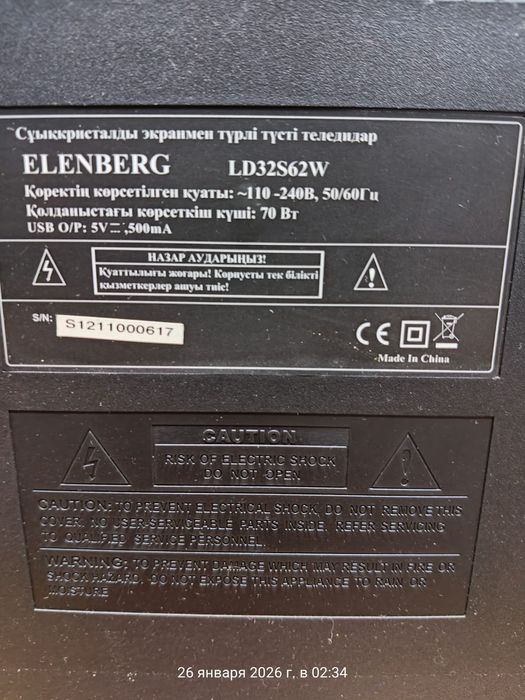 Сұыққристалды экранмен түрлі түсті теледидар
ELENBERG LD32S62W
Қоректің көрсетілген қуаты: ~110 -240В, 50/60Гц
Қолданыстағы көрсеткіш күші: 70 Вт
USB O/P: 5V⎓,500mA
НАЗАР АУДАРЫҢЫЗ!
Қуаттылығы жоғары! Корпусты тек білікті
қызметкерлер ашуы тиіс!
S/N: S1211000617
CE
Made In China
CAUTION
RISK OF ELECTRIC SHOCK
DO NOT OPEN
CAUTION: TO PREVENT ELECTRICAL SHOCK, DO NOT REMOVE THIS
COVER. NO USER-SERVICEABLE PARTS INSIDE. REFER SERVICING
TO QUALIFIED SERVICE PERSONNEL.
WARNING: TO PREVENT DAMAGE WHICH MAY RESULT IN FIRE OR
SHOCK HAZARD. DO NOT EXPOSE THIS APPLIANCE TO RAIN OR
MOISTURE
26 января 2026 г. в 02:34